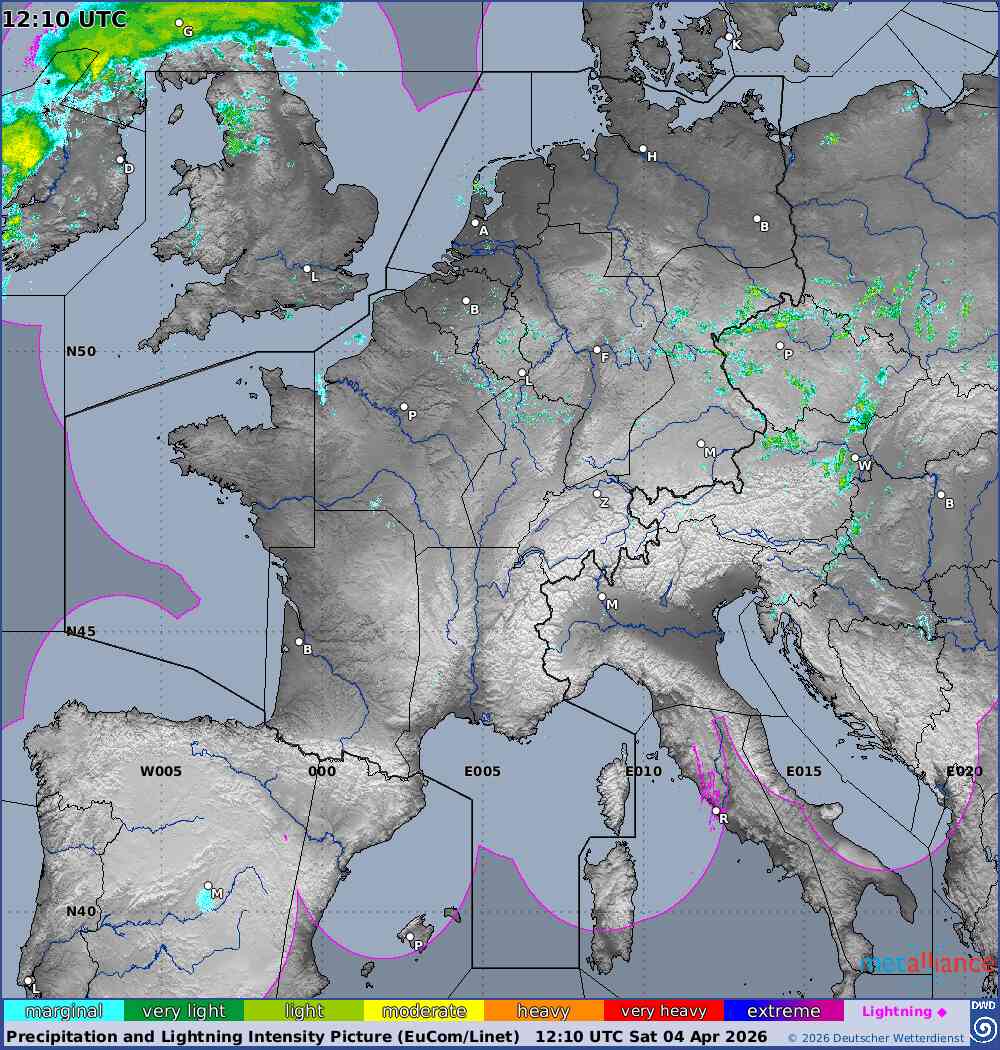 12:10 UTC
G
K
D
H
A
B
L
B
N50
F
P
L
P
M
W
Z
B
M
N45
B
W005
000
E005
E010
E015
E020
R
M
N40
P
L
metalliance
marginal
very light
light
moderate
heavy
very heavy
extreme
Lightning ◆
DWD
Precipitation and Lightning Intensity Picture (EuCom/Linet) 12:10 UTC Sat 04 Apr 2026
© 2026 Deutscher Wetterdienst